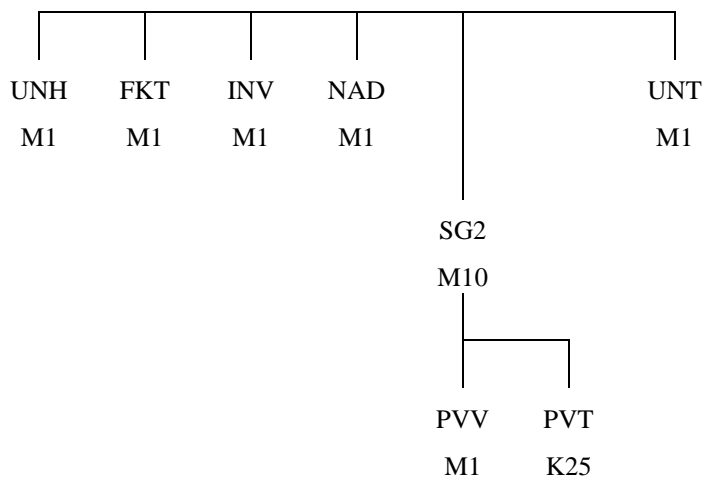 UNH FKT INV NAD UNT
M1 M1 M1 M1 M1
SG2
M10
PVV PVT
M1 K25